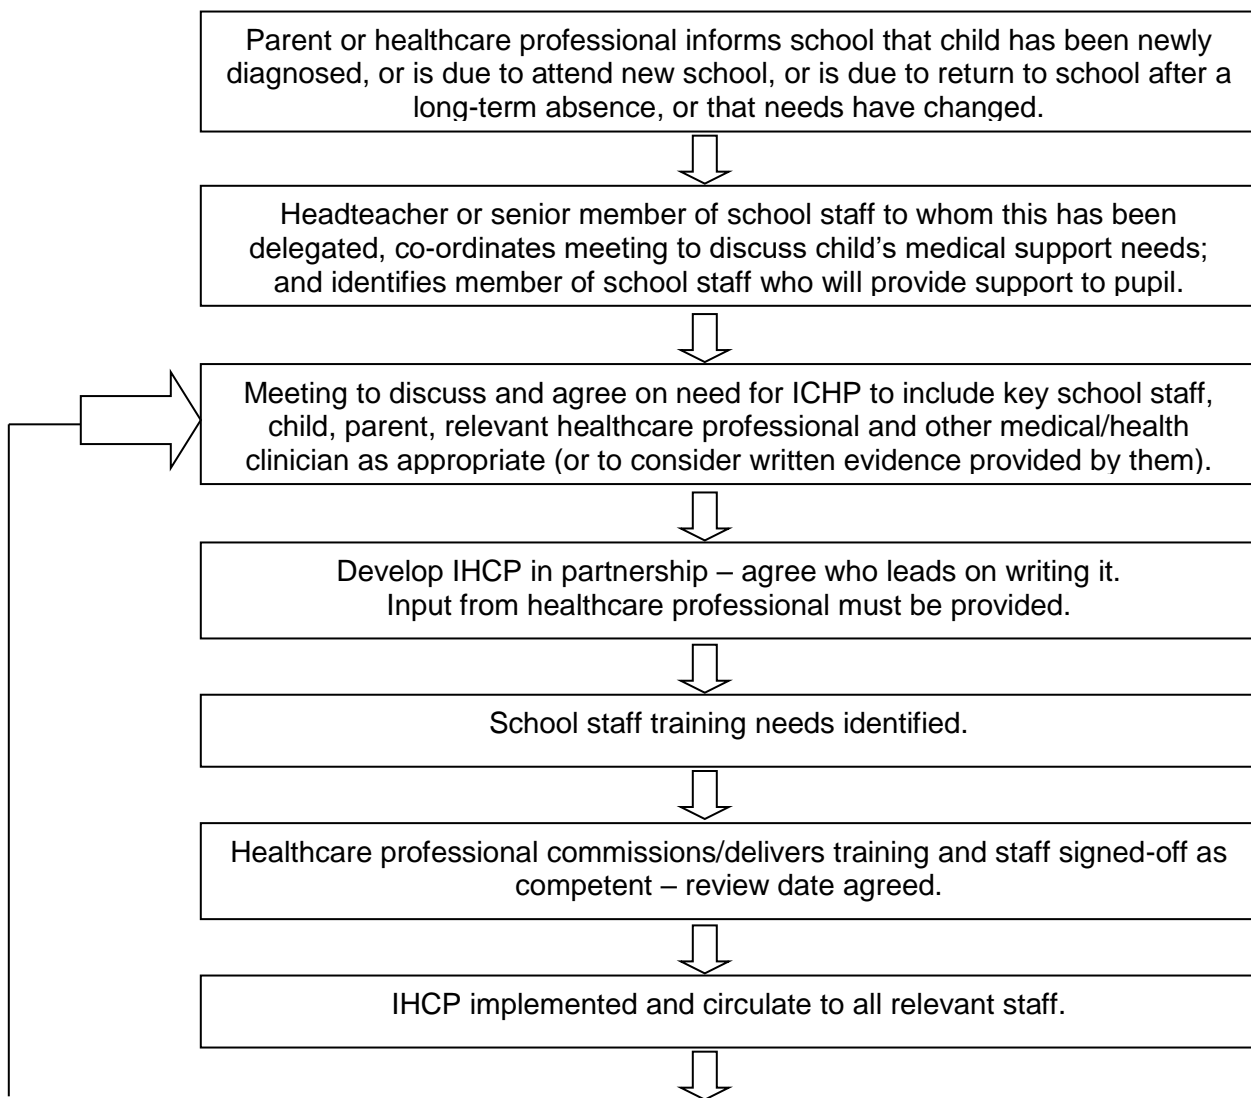 Parent or healthcare professional informs school that child has been newly
diagnosed, or is due to attend new school, or is due to return to school after a
long-term absence, or that needs have changed.
Headteacher or senior member of school staff to whom this has been
delegated, co-ordinates meeting to discuss child’s medical support needs;
and identifies member of school staff who will provide support to pupil.
Meeting to discuss and agree on need for ICHP to include key school staff,
child, parent, relevant healthcare professional and other medical/health
clinician as appropriate (or to consider written evidence provided by them).
Develop IHCP in partnership – agree who leads on writing it.
Input from healthcare professional must be provided.
School staff training needs identified.
Healthcare professional commissions/delivers training and staff signed-off as
competent – review date agreed.
IHCP implemented and circulate to all relevant staff.